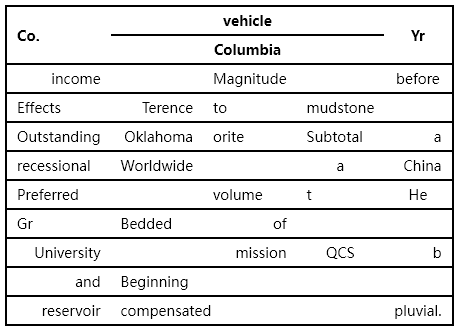 vehicle
Co. Yr
Columbia
income Magnitude before
Effects Terence to mudstone
Outstanding Oklahoma orite Subtotal a
recessional Worldwide a China
Preferred volume t He
Gr Bedded of
University mission QCS b
and Beginning
reservoir compensated pluvial.